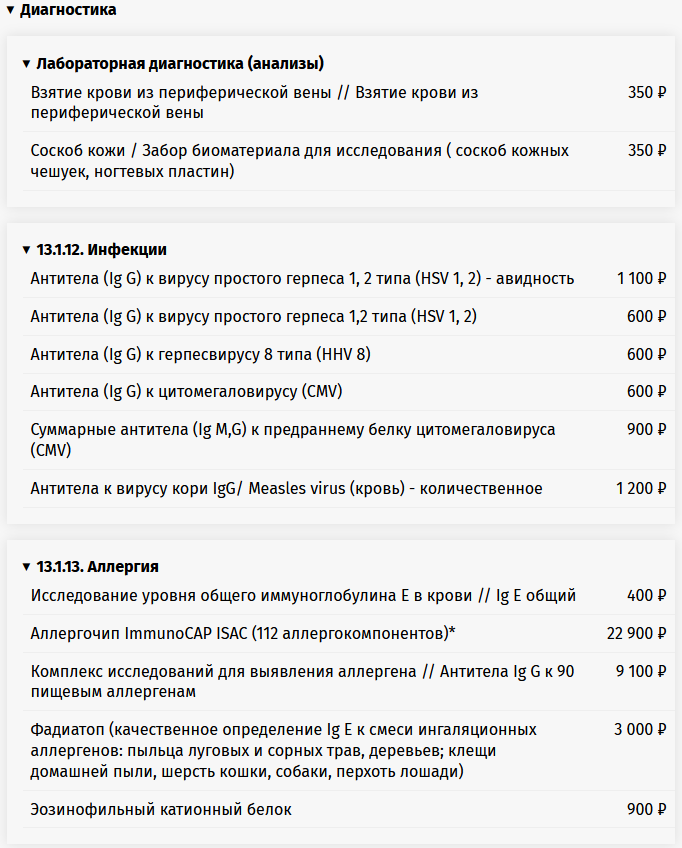 ▼ Диагностика
▼ Лабораторная диагностика (анализы)
Взятие крови из периферической вены // Взятие крови из 350 ₽
периферической вены
Соскоб кожи / Забор биоматериала для исследования ( соскоб кожных 350 ₽
чешуек, ногтевых пластин)
▼ 13.1.12. Инфекции
Антитела (Ig G) к вирусу простого герпеса 1, 2 типа (HSV 1, 2) - авидность 1 100 ₽
Антитела (Ig G) к вирусу простого герпеса 1,2 типа (HSV 1, 2) 600 ₽
Антитела (Ig G) к герпесвирусу 8 типа (HHV 8) 600 ₽
Антитела (Ig G) к цитомегаловирусу (CMV) 600 ₽
Суммарные антитела (Ig M,G) к предраннему белку цитомегаловируса 900 ₽
(CMV)
Антитела к вирусу кори IgG/ Measles virus (кровь) - количественное 1 200 ₽
▼ 13.1.13. Аллергия
Исследование уровня общего иммуноглобулина E в крови // Ig E общий 400 ₽
Аллергочип ImmunoCAP ISAC (112 аллергокомпонентов)* 22 900 ₽
Комплекс исследований для выявления аллергена // Антитела Ig G к 90 9 100 ₽
пищевым аллергенам
Фадиатоп (качественное определение Ig E к смеси ингаляционных 3 000 ₽
аллергенов: пыльца луговых и сорных трав, деревьев; клещи
домашней пыли, шерсть кошки, собаки, перхоть лошади)
Эозинофильный катионный белок 900 ₽